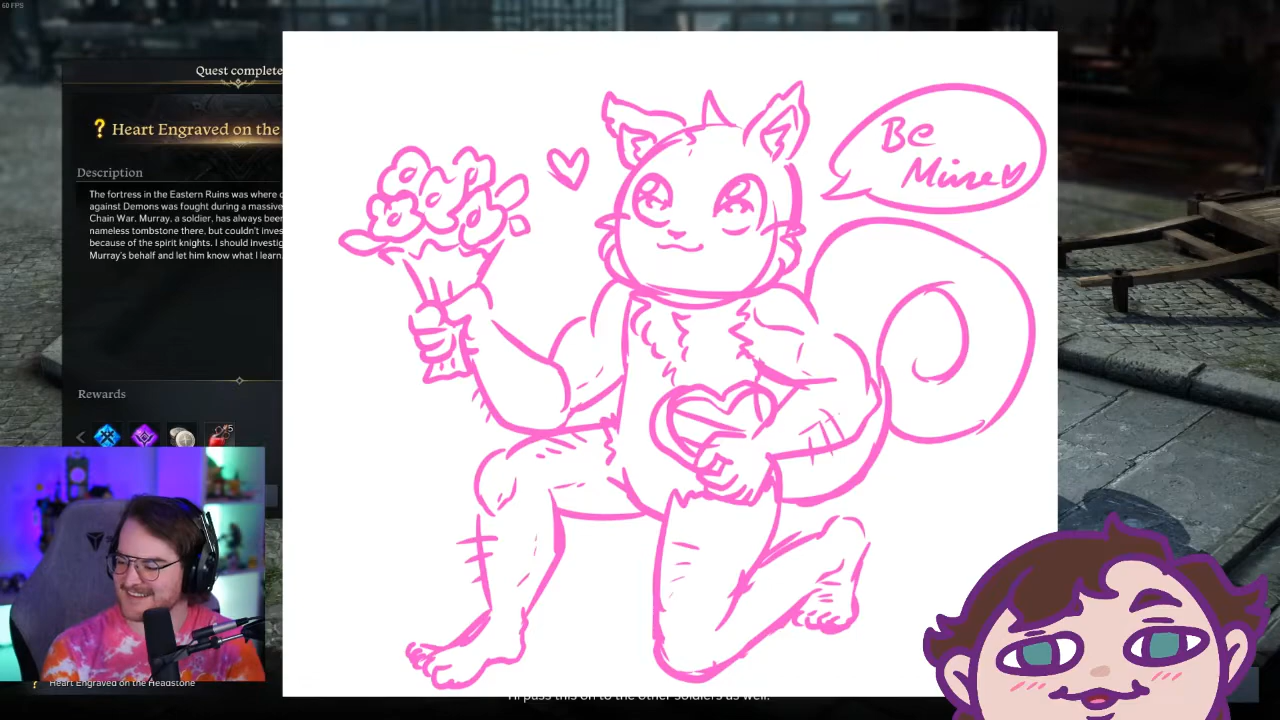 60 FPS
Quest complete
? Heart Engraved on the
Description
The fortress in the Eastern Ruins was where
against Demons was fought during a massive
Chain War. Murray, a soldier, has always been
nameless tombstone there, but couldn't
because of the spirit knights. I should
Murray's behalf and let him know what I learn.
Rewards
5
Be
Mine
? Heart Engraved on the Headstone
I'll pass this on to the other soldiers as well.